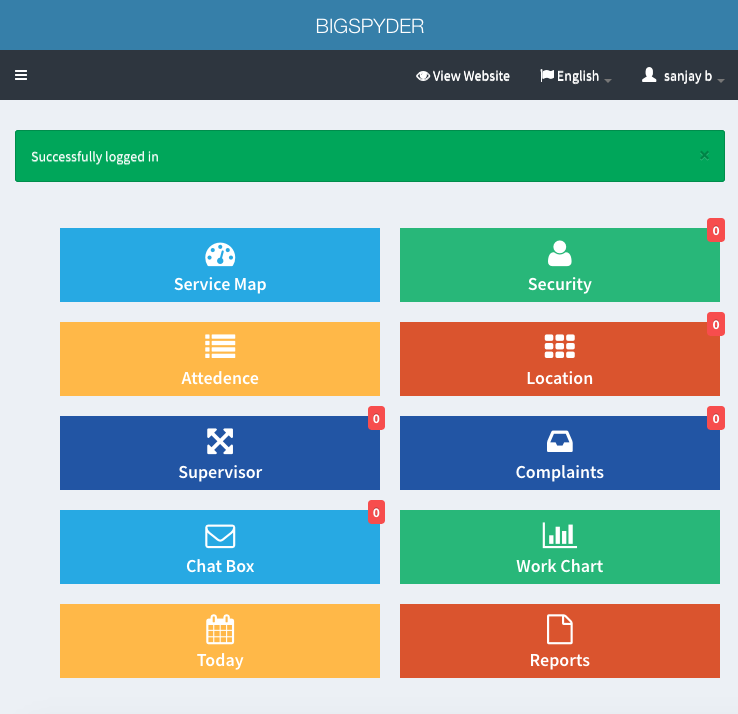 BIGSPYDER
View Website English sanjay b
Successfully logged in
×
0
Service Map Security
0
Attedence Location
0 0
Supervisor Complaints
0
Chat Box Work Chart
Today Reports